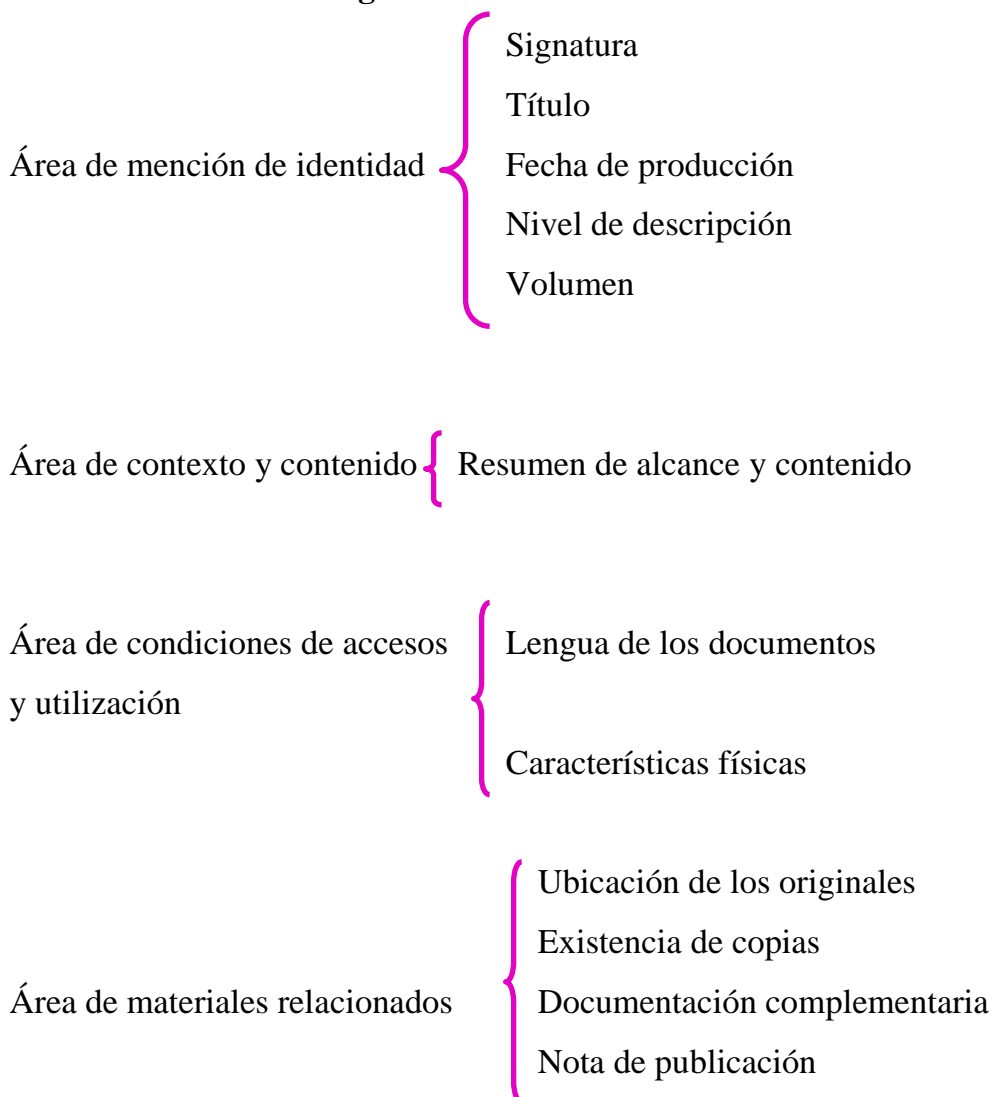 Signatura
Título
Área de mención de identidad
Fecha de producción
Nivel de descripción
Volumen
Área de contexto y contenido
Resumen de alcance y contenido
Área de condiciones de accesos
y utilización
Lengua de los documentos
Características físicas
Ubicación de los originales
Existencia de copias
Área de materiales relacionados
Documentación complementaria
Nota de publicación